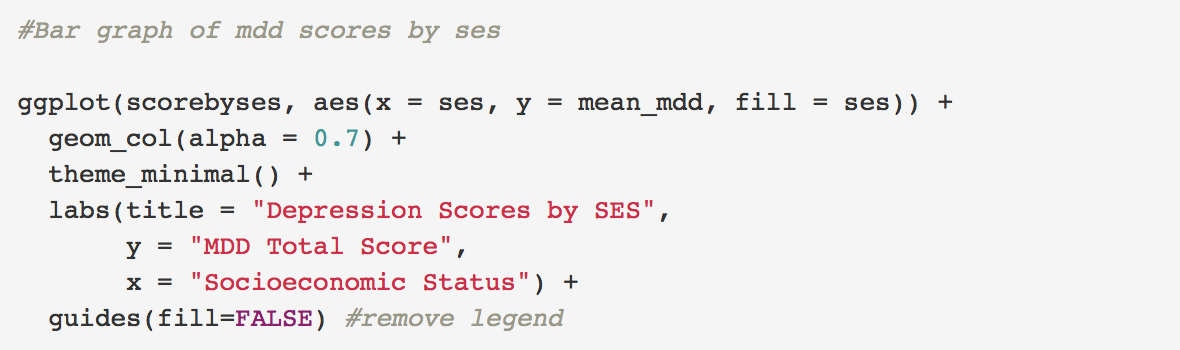 #Bar graph of mdd scores by ses
ggplot(scorebyses, aes(x = ses, y = mean_mdd, fill = ses)) +
  geom_col(alpha = 0.7) +
  theme_minimal() +
  labs(title = "Depression Scores by SES",
       y = "MDD Total Score",
       x = "Socioeconomic Status") +
  guides(fill=FALSE) #remove legend